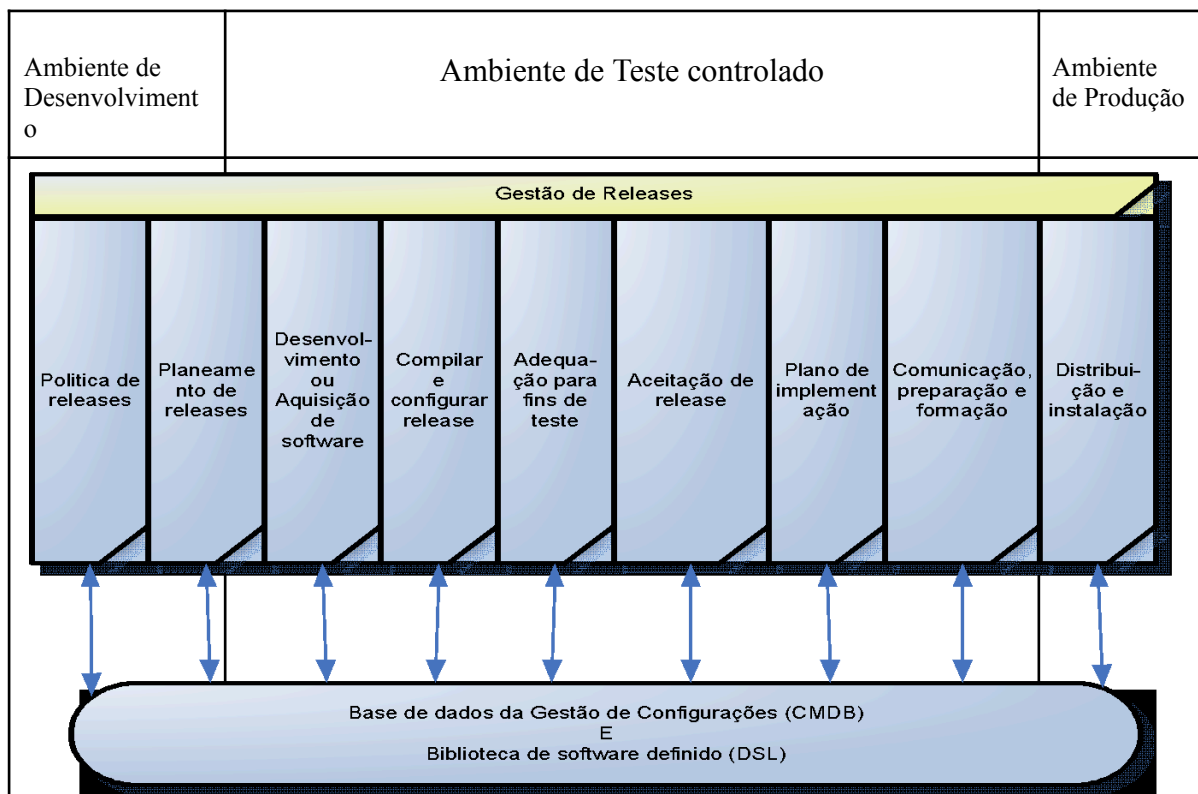 Ambiente de
Desenvolviment
o
Ambiente de Teste controlado
Ambiente
de Produção
Gestão de Releases
Politica de
releases
Planeame
nto de
releases
Desenvol-
vimento
ou
Aquisição
de
software
Compilar
e
configurar
release
Adequa-
ção para
fins de
teste
Aceitação de
release
Plano de
implement
ação
Comunicação,
preparação e
formação
Distribui-
ção e
instalação
Base de dados da Gestão de Configurações (CMDB)
E
Biblioteca de software definido (DSL)